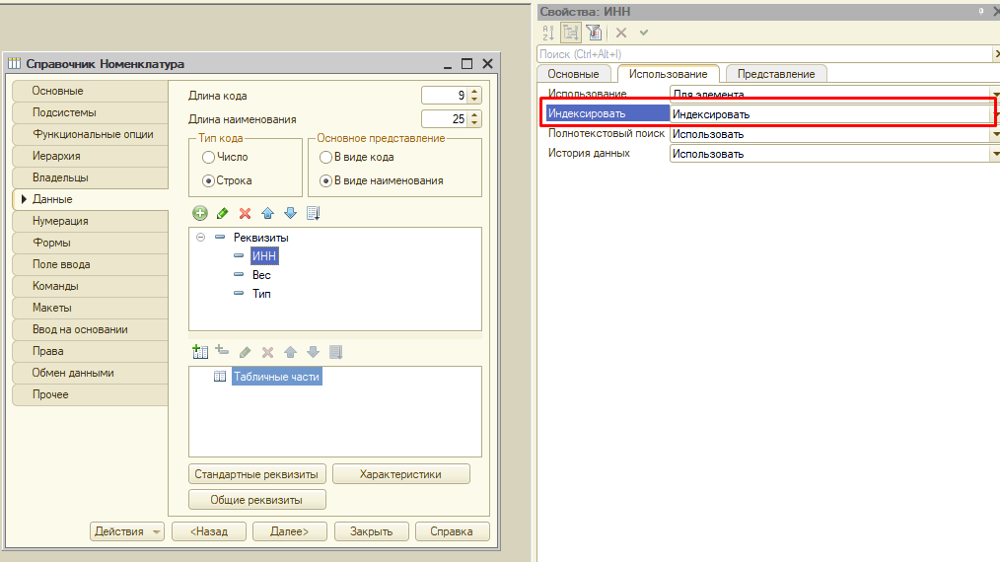 Справочник Номенклатура
Основные
Подсистемы
Функциональные опции
Иерархия
Владельцы
Данные
Нумерация
Формы
Поле ввода
Команды
Макеты
Ввод на основании
Права
Обмен данными
Прочее
Длина кода 9
Длина наименования 25
Тип кода
Число
Строка
Основное представление
В виде кода
В виде наименования
Реквизиты
ИНН
Вес
Тип
Табличные части
Стандартные реквизиты Характеристики
Общие реквизиты
Действия <Назад Далее> Закрыть Справка
Свойства: ИНН
Поиск (Ctrl+Alt+I)
Основные Использование Представление
Использование Для элемента
Индексировать Индексировать
Полнотекстовый поиск Использовать
История данных Использовать